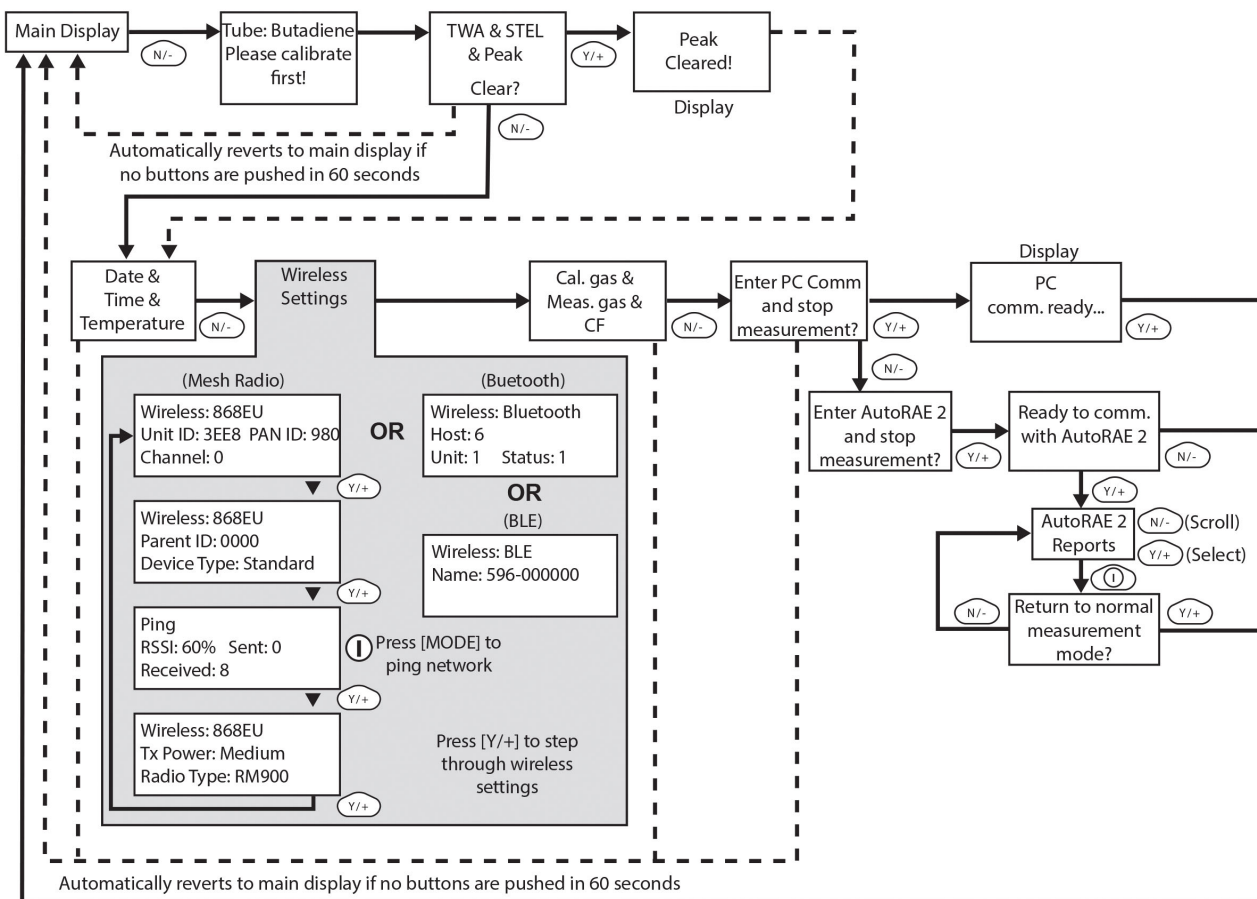 Main Display
N/-
Tube: Butadiene
Please calibrate
first!
TWA & STEL
& Peak
Clear?
Y/+
Peak
Cleared!
Display
N/-
Automatically reverts to main display if
no buttons are pushed in 60 seconds
Date &
Time &
Temperature
N/-
Wireless
Settings
Cal. gas &
Meas. gas &
CF
N/-
Enter PC Comm
and stop
measurement?
Y/+
Display
PC
comm. ready...
Y/+
N/-
(Mesh Radio)
Wireless: 868EU
Unit ID: 3EE8 PAN ID: 980
Channel: 0
Y/+
Wireless: 868EU
Parent ID: 0000
Device Type: Standard
Y/+
Ping
RSSI: 60% Sent: 0
Received: 8
Press [MODE] to
ping network
Y/+
Wireless: 868EU
Tx Power: Medium
Radio Type: RM900
Y/+
OR
(Buetooth)
Wireless: Bluetooth
Host: 6
Unit: 1 Status: 1
OR
(BLE)
Wireless: BLE
Name: 596-000000
Press [Y/+] to step
through wireless
settings
Enter AutoRAE 2
and stop
measurement?
Y/+
Ready to comm.
with AutoRAE 2
N/-
Y/+
AutoRAE 2
Reports
N/- (Scroll)
Y/+ (Select)
N/-
Return to normal
measurement
mode?
Y/+
Automatically reverts to main display if no buttons are pushed in 60 seconds